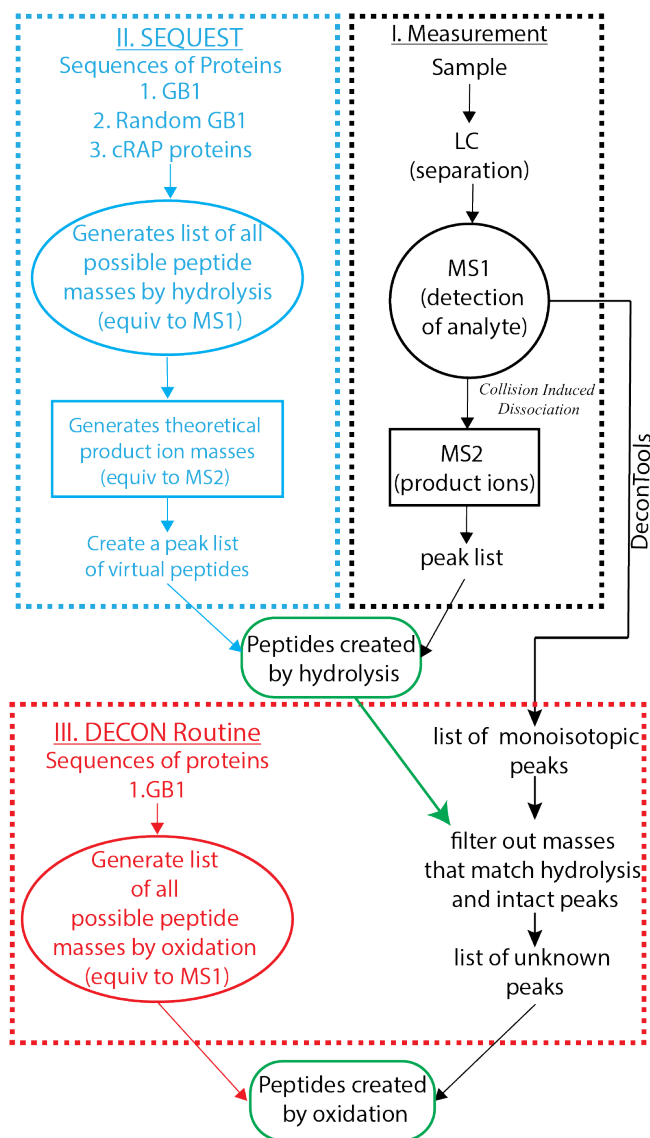 II. SEQUEST
Sequences of Proteins
1. GB1
2. Random GB1
3. cRAP proteins
Generates list of all
possible peptide
masses by hydrolysis
(equiv to MS1)
Generates theoretical
product ion masses
(equiv to MS2)
Create a peak list
of virtual peptides
I. Measurement
Sample
LC
(separation)
MS1
(detection
of analyte)
Collision Induced
Dissociation
MS2
(product ions)
peak list
DeconTools
Peptides created
by hydrolysis
III. DECON Routine
Sequences of proteins
1.GB1
Generate list
of all
possible peptide
masses by oxidation
(equiv to MS1)
list of monoisotopic
peaks
filter out masses
that match hydrolysis
and intact peaks
list of unknown
peaks
Peptides created
by oxidation